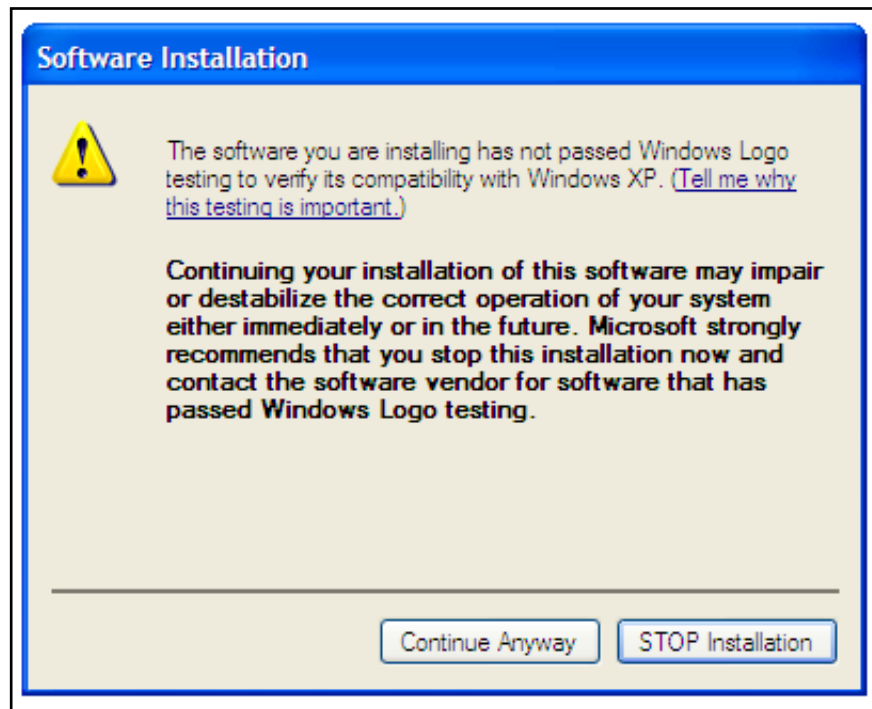 Software Installation
The software you are installing has not passed Windows Logo
testing to verify its compatibility with Windows XP. (Tell me why
this testing is important.)
Continuing your installation of this software may impair
or destabilize the correct operation of your system
either immediately or in the future. Microsoft strongly
recommends that you stop this installation now and
contact the software vendor for software that has
passed Windows Logo testing.
Continue Anyway
STOP Installation